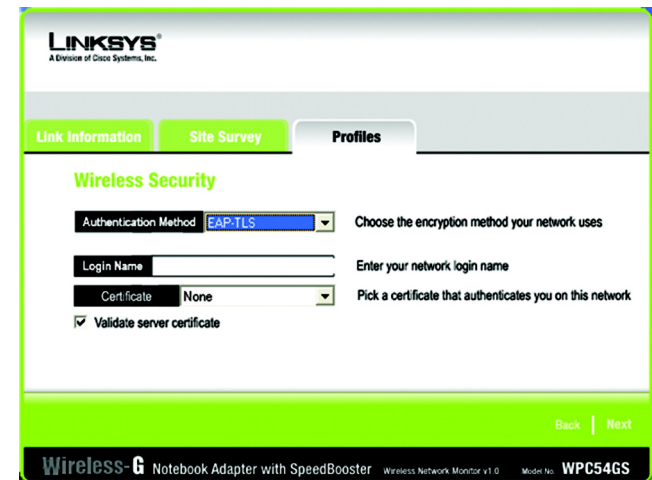 LINKSYS®
A Division of Cisco Systems, Inc.
Link Information Site Survey Profiles
Wireless Security
Authentication Method EAP-TLS Choose the encryption method your network uses
Login Name Enter your network login name
Certificate None Pick a certificate that authenticates you on this network
Validate server certificate
Back Next
Wireless-G Notebook Adapter with SpeedBooster Wireless Network Monitor v1.0 Model No. WPC54GS